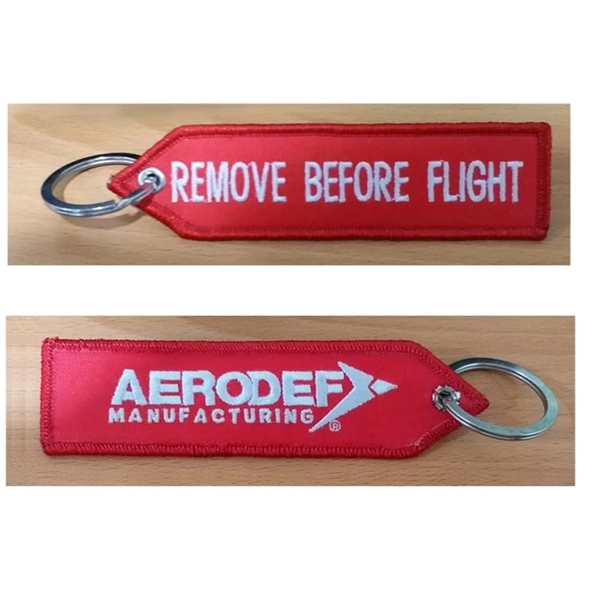 REMOVE BEFORE FLIGHT
AERODEF
MANUFACTURING ®